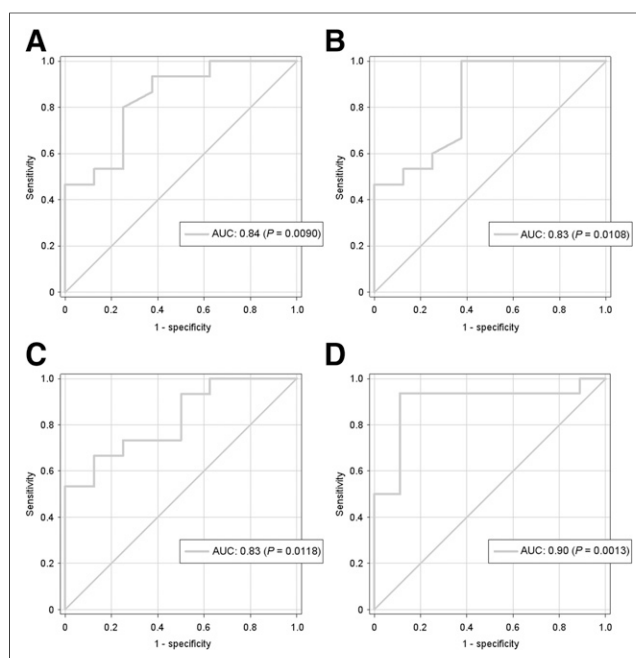 A
1.0
0.8
0.6
0.4
0.2
0
Sensitivity
AUC: 0.84 (P = 0.0090)
0 0.2 0.4 0.6 0.8 1.0
1 - specificity
B
1.0
0.8
0.6
0.4
0.2
0
Sensitivity
AUC: 0.83 (P = 0.0108)
0 0.2 0.4 0.6 0.8 1.0
1 - specificity
C
1.0
0.8
0.6
0.4
0.2
0
Sensitivity
AUC: 0.83 (P = 0.0118)
0 0.2 0.4 0.6 0.8 1.0
1 - specificity
D
1.0
0.8
0.6
0.4
0.2
0
Sensitivity
AUC: 0.90 (P = 0.0013)
0 0.2 0.4 0.6 0.8 1.0
1 - specificity